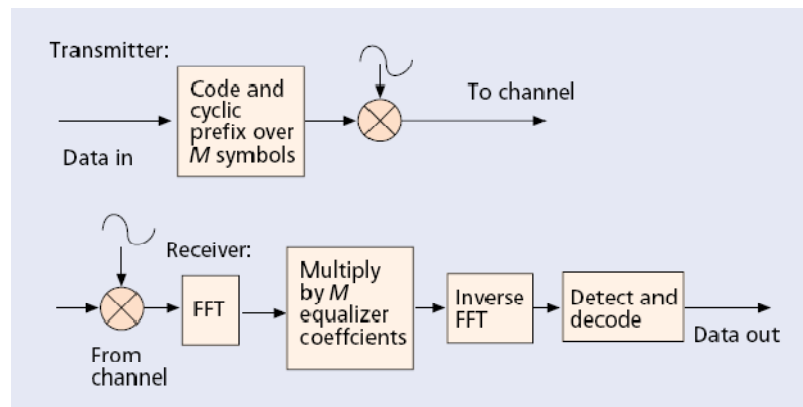 Transmitter:
Code and
cyclic
prefix over
M symbols
To channel
Data in
Receiver:
FFT
Multiply
by M
equalizer
coeffcients
Inverse
FFT
Detect and
decode
Data out
From
channel